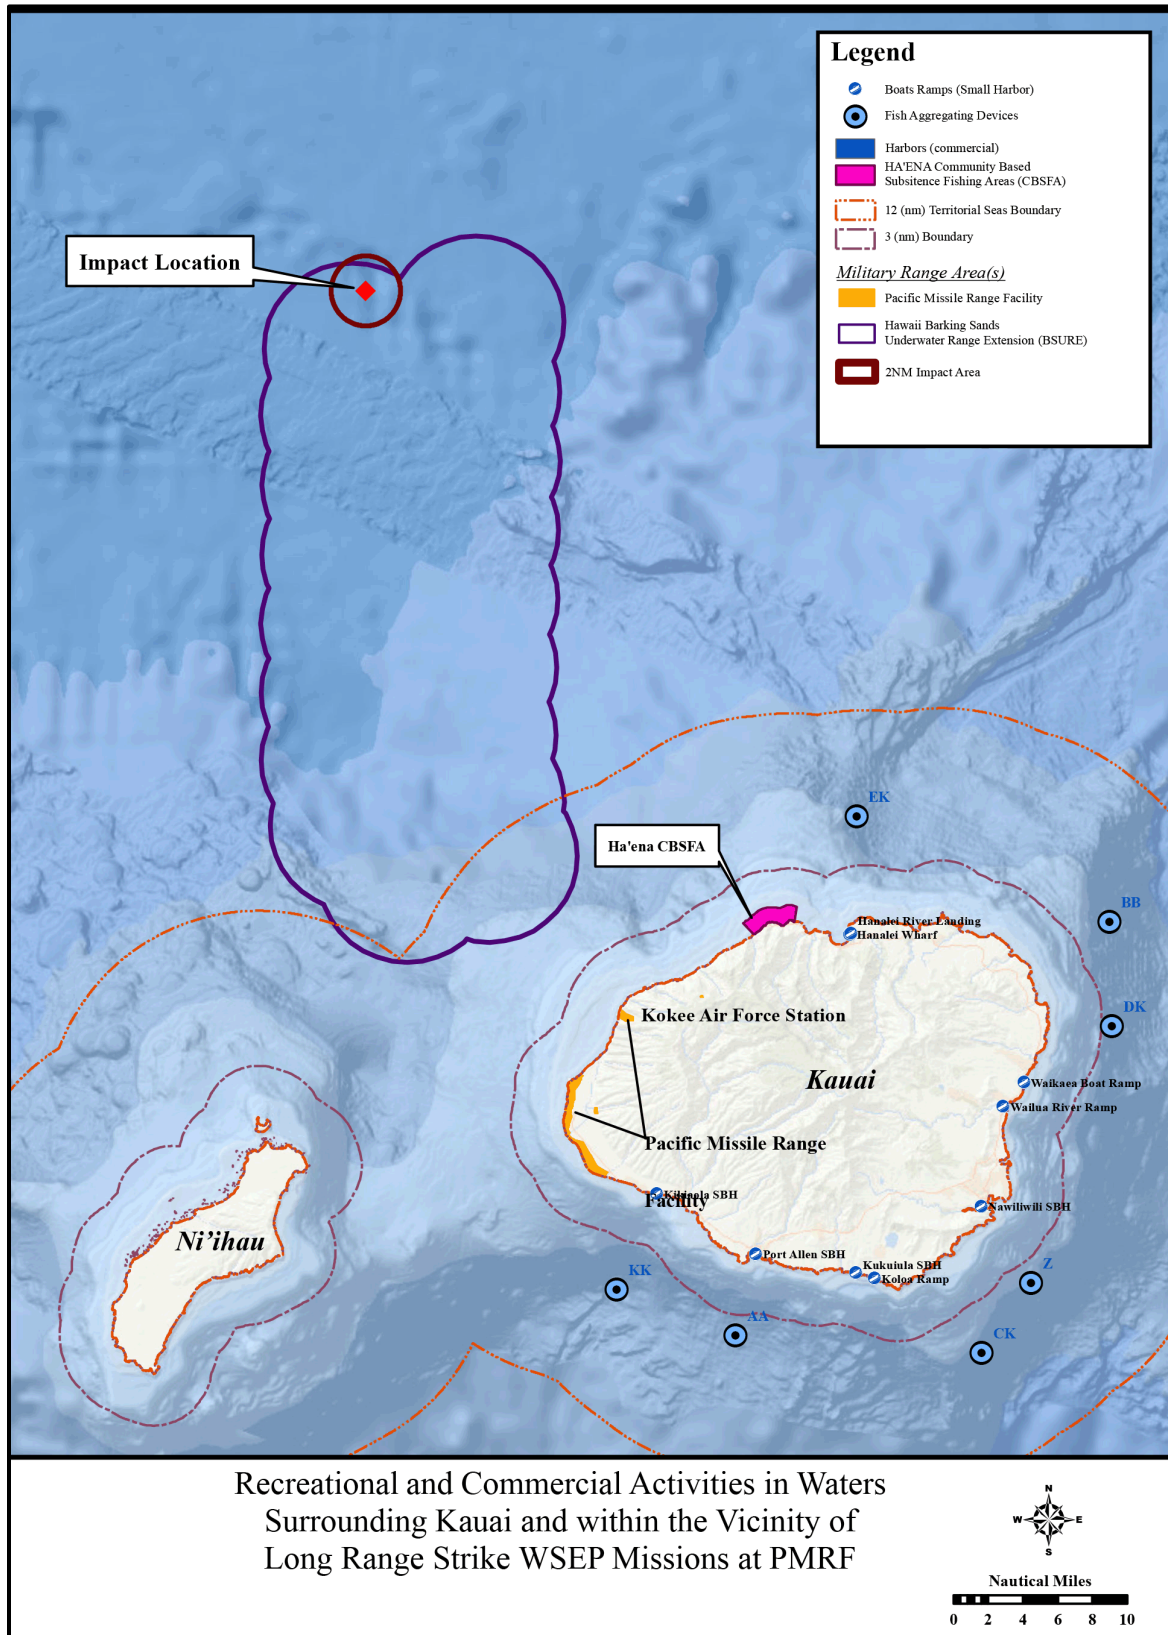 Legend
Boats Ramps (Small Harbor)
Fish Aggregating Devices
Harbors (commercial)
HA'ENA Community Based
Subsitence Fishing Areas (CBSFA)
12 (nm) Territorial Seas Boundary
3 (nm) Boundary
Military Range Area(s)
Pacific Missile Range Facility
Hawaii Barking Sands
Underwater Range Extension (BSURE)
2NM Impact Area
Impact Location
EK
Ha'ena CBSFA
BB
Hanalei River Landing
Hanalei Wharf
DK
Kokee Air Force Station
Kauai
Waikaea Boat Ramp
Wailua River Ramp
Pacific Missile Range
Facility
Kikiaola SBH
Nawiliwili SBH
Ni’ihau
Port Allen SBH
Kukuiula SBH
Koloa Ramp
KK
Z
AA
CK
Recreational and Commercial Activities in Waters
Surrounding Kauai and within the Vicinity of
Long Range Strike WSEP Missions at PMRF
N
W E
S
Nautical Miles
0 2 4 6 8 10